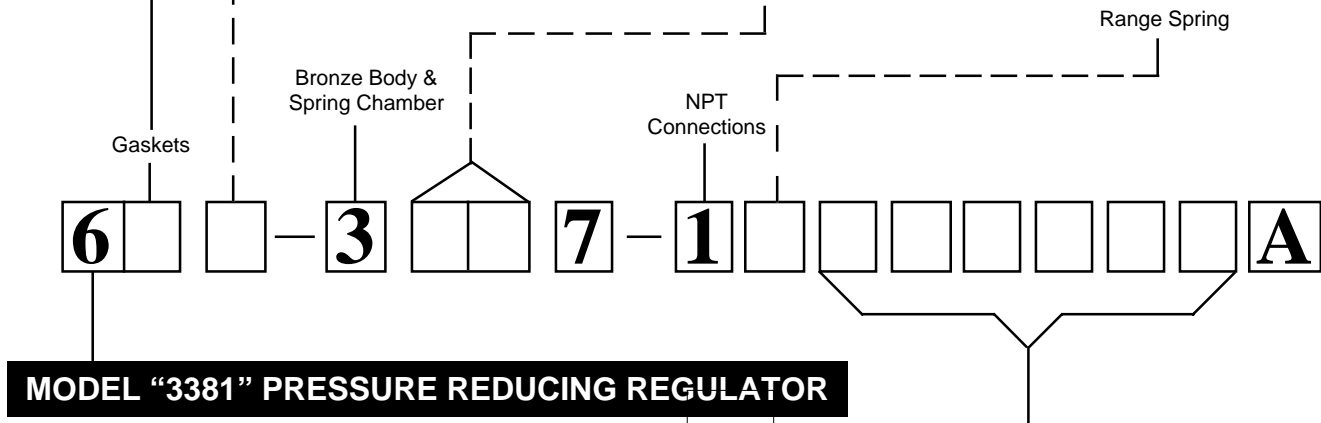 Range Spring
Bronze Body &
Spring Chamber
NPT
Connections
Gaskets
6 — 3 7 — 1 A
MODEL “3381” PRESSURE REDUCING REGULATOR